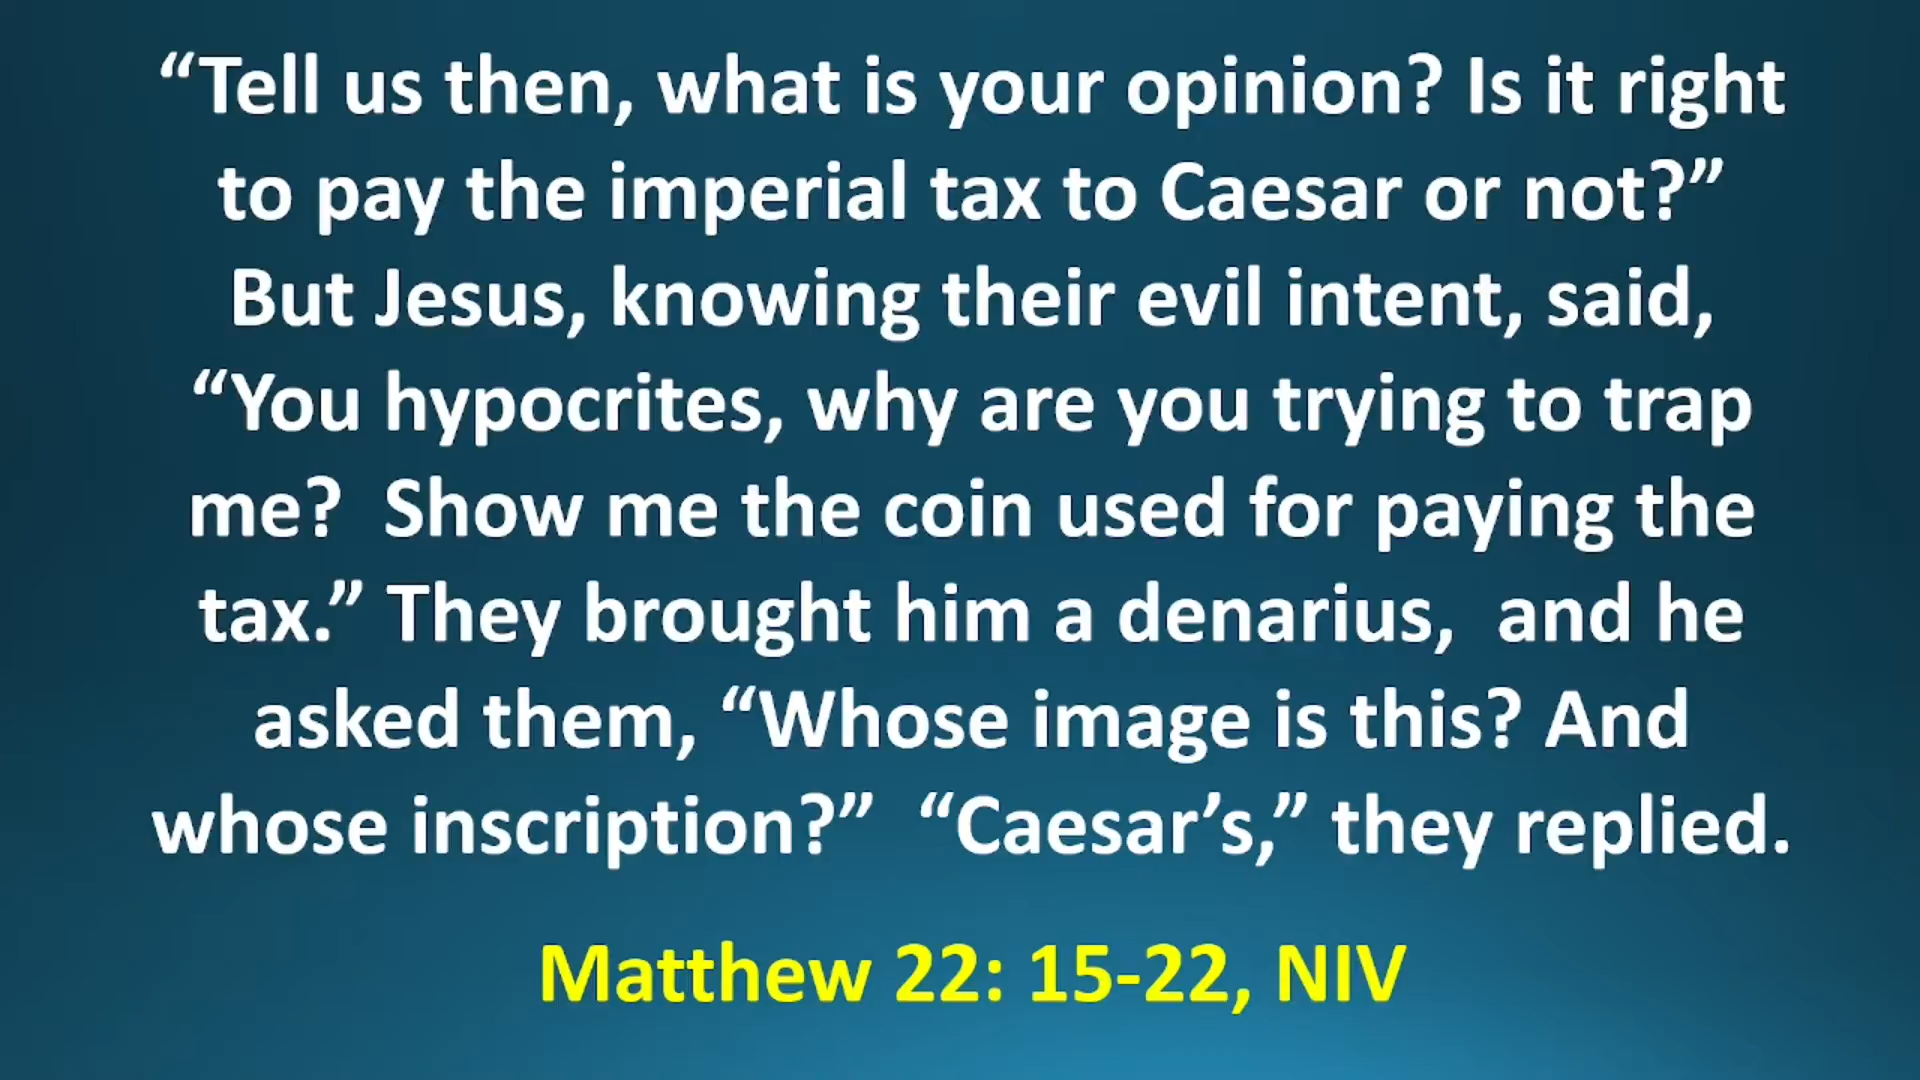 “Tell us then, what is your opinion? Is it right
to pay the imperial tax to Caesar or not?”
But Jesus, knowing their evil intent, said,
“You hypocrites, why are you trying to trap
me?  Show me the coin used for paying the
tax.” They brought him a denarius,  and he
asked them, “Whose image is this? And
whose inscription?”  “Caesar’s,” they replied.
Matthew 22: 15-22, NIV